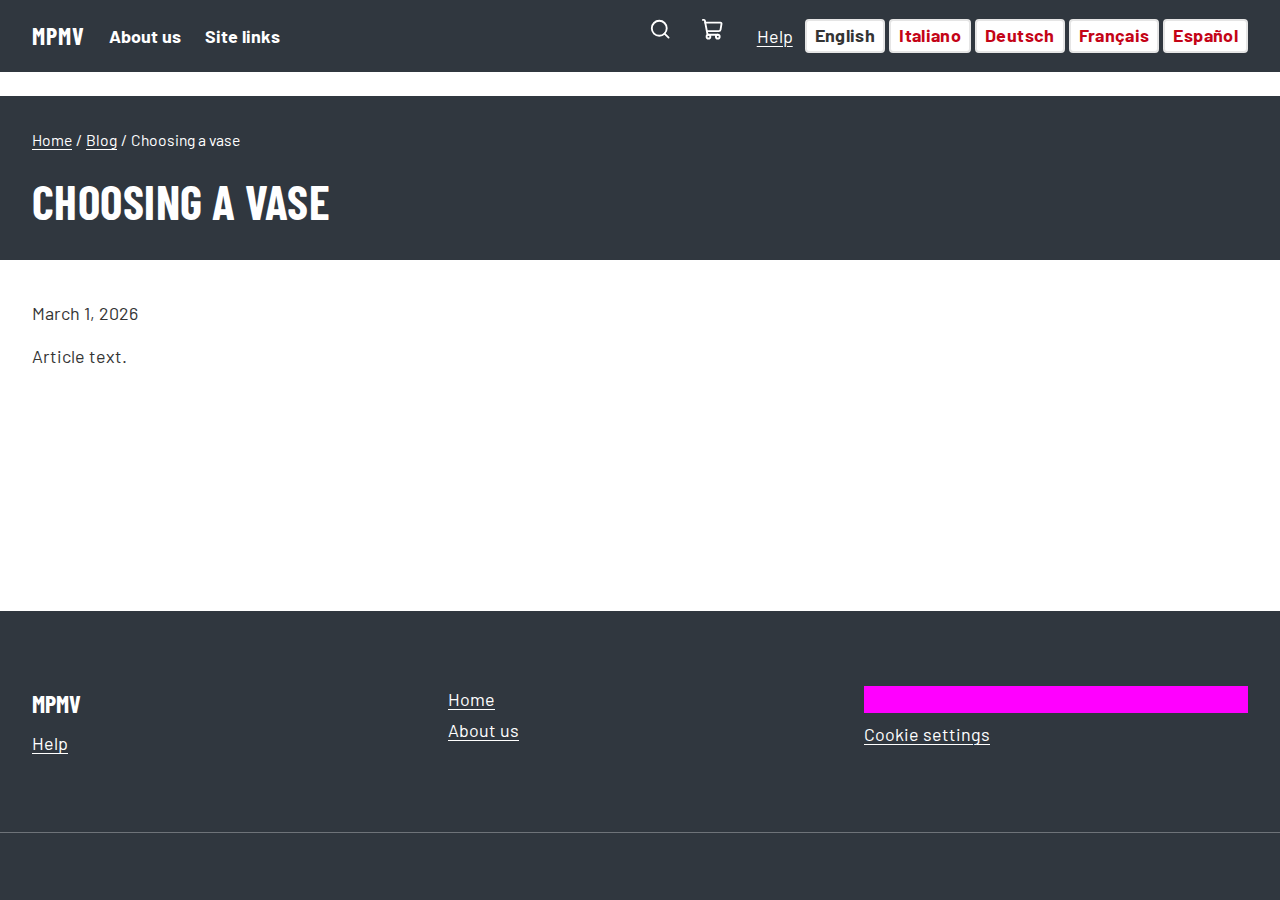 MPMV About us Site links Help English Italiano Deutsch Français Español
Home / Blog / Choosing a vase
CHOOSING A VASE
March 1, 2026
Article text.
MPMV
Help
Home
About us
Cookie settings